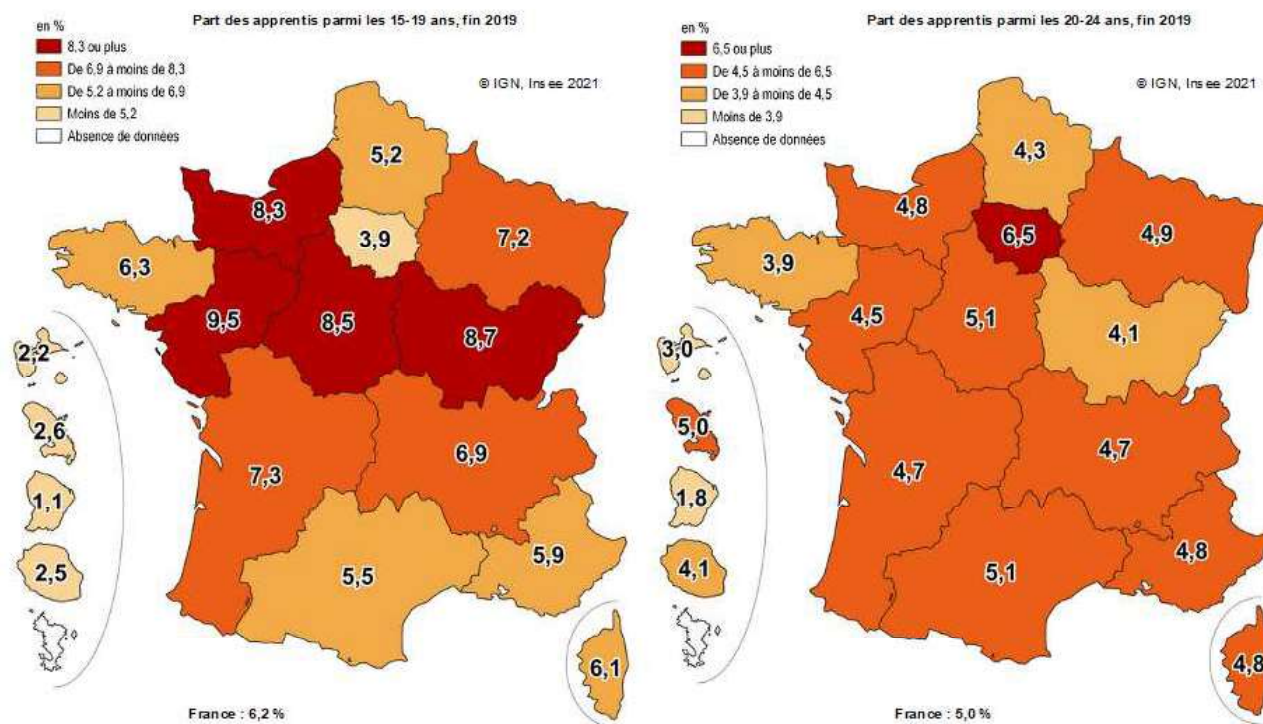 Part des apprentis parmi les 15-19 ans, fin 2019
en %
8,3 ou plus
De 6,9 à moins de 8,3
De 5,2 à moins de 6,9
Moins de 5,2
Absence de données
© IGN, Insee 2021
5,2
8,3
3,9
7,2
6,3
9,5
8,5
8,7
2,2
2,6
7,3
6,9
1,1
5,5
5,9
2,5
6,1
France : 6,2 %
Part des apprentis parmi les 20-24 ans, fin 2019
en %
6,5 ou plus
De 4,5 à moins de 6,5
De 3,9 à moins de 4,5
Moins de 3,9
Absence de données
© IGN, Insee 2021
4,3
4,8
6,5
4,9
3,9
4,5
5,1
4,1
3,0
5,0
4,7
4,7
1,8
5,1
4,8
4,1
4,8
France : 5,0 %